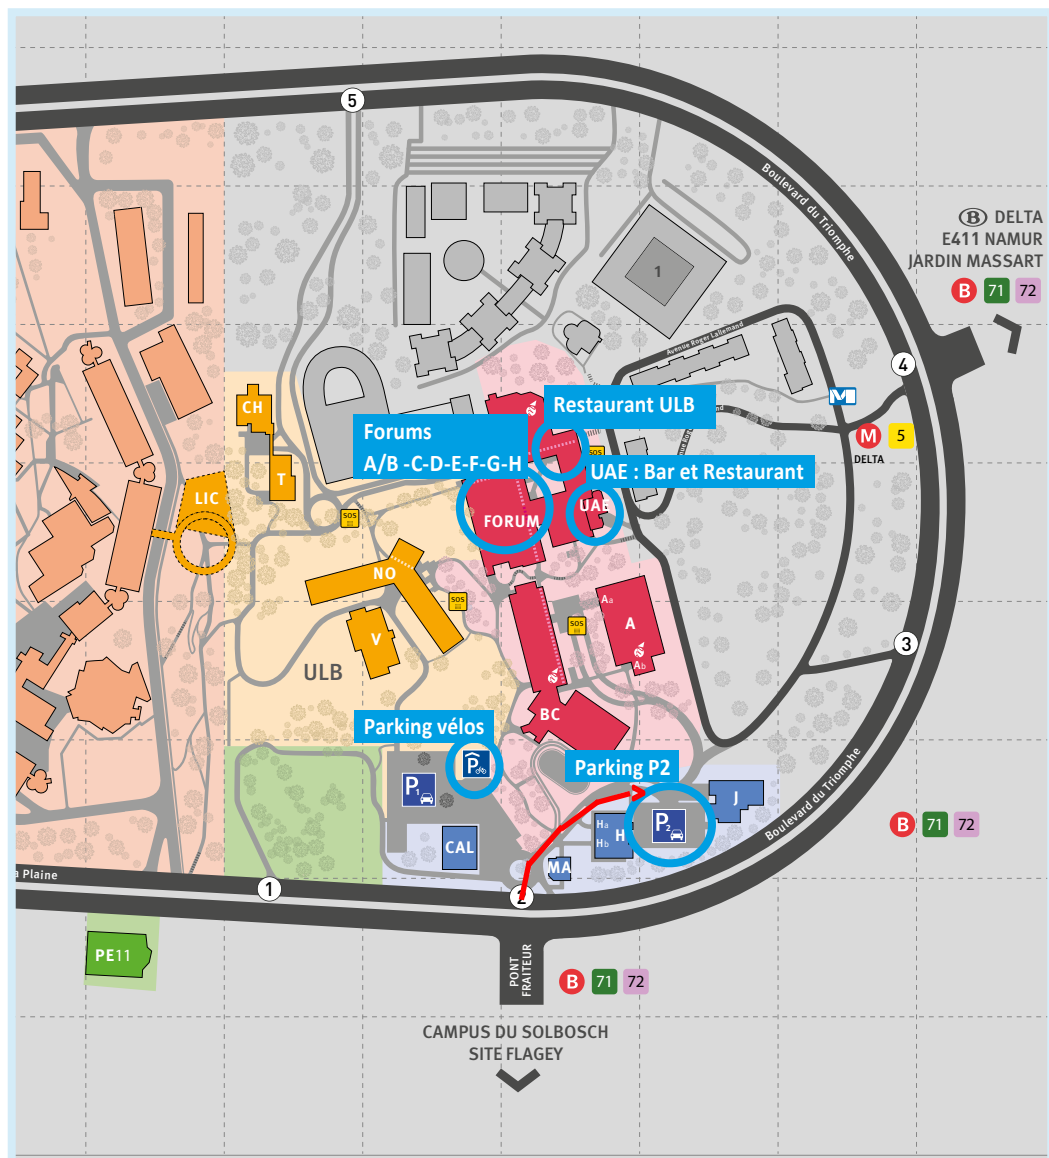 5
Boulevard du Triomphe
B DELTA
E411 NAMUR
JARDIN MASSART
B 71 72
1
Avenue Roger Lallemand
4
M 5
DELTA
CH
T
LIC
Restaurant ULB
Forums
A/B -C-D-E-F-G-H
SOS
UAE : Bar et Restaurant
UAE
FORUM
SOS
NO
SOS
SOS
Aa
A
Ab
V
ULB
3
BC
Parking vélos
P
P1
Parking P2
J
Boulevard du Triomphe
P2
Ha
Hb
H
CAL
MA
B 71 72
a Plaine
1
2
PE11
PONT
FRAITEUR
B 71 72
CAMPUS DU SOLBOSCH
SITE FLAGEY